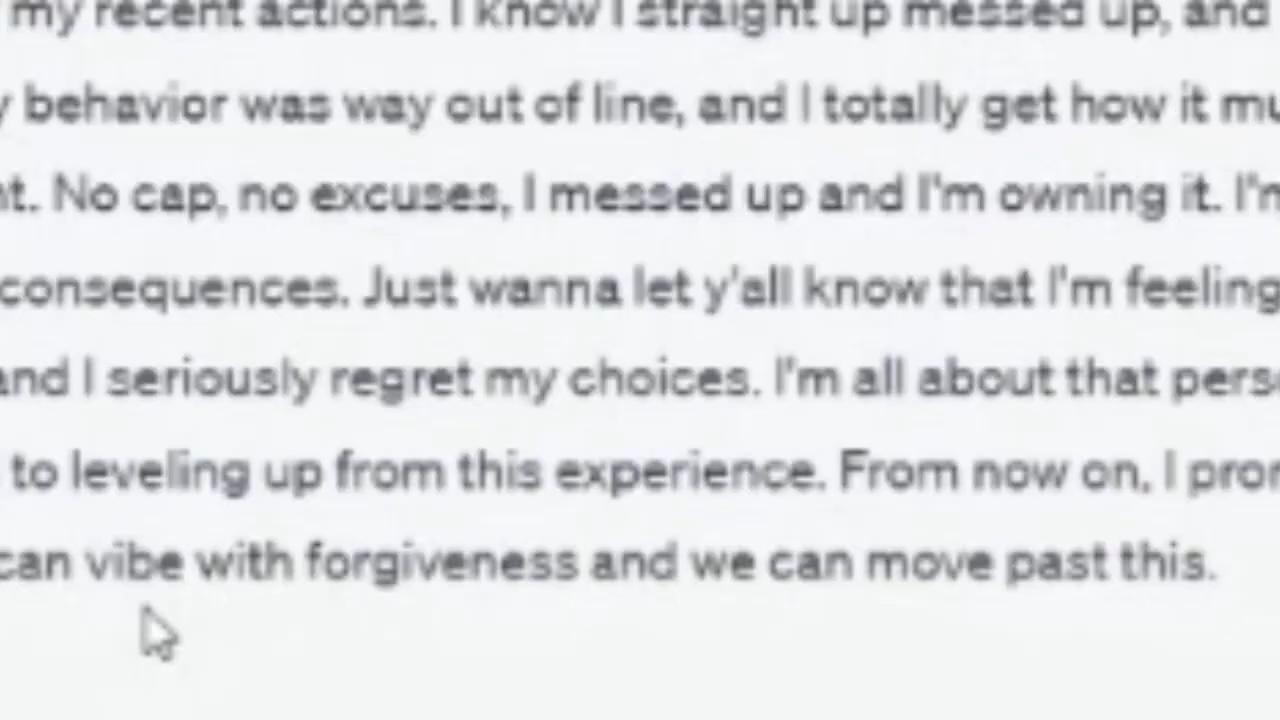 my recent actions. I know I straight up messed up, and
behavior was way out of line, and I totally get how it
No cap, no excuses, I messed up and I'm owning it.
consequences. Just wanna let y'all know that I'm feeling
and I seriously regret my choices. I'm all about that
to leveling up from this experience. From now on, I
can vibe with forgiveness and we can move past this.